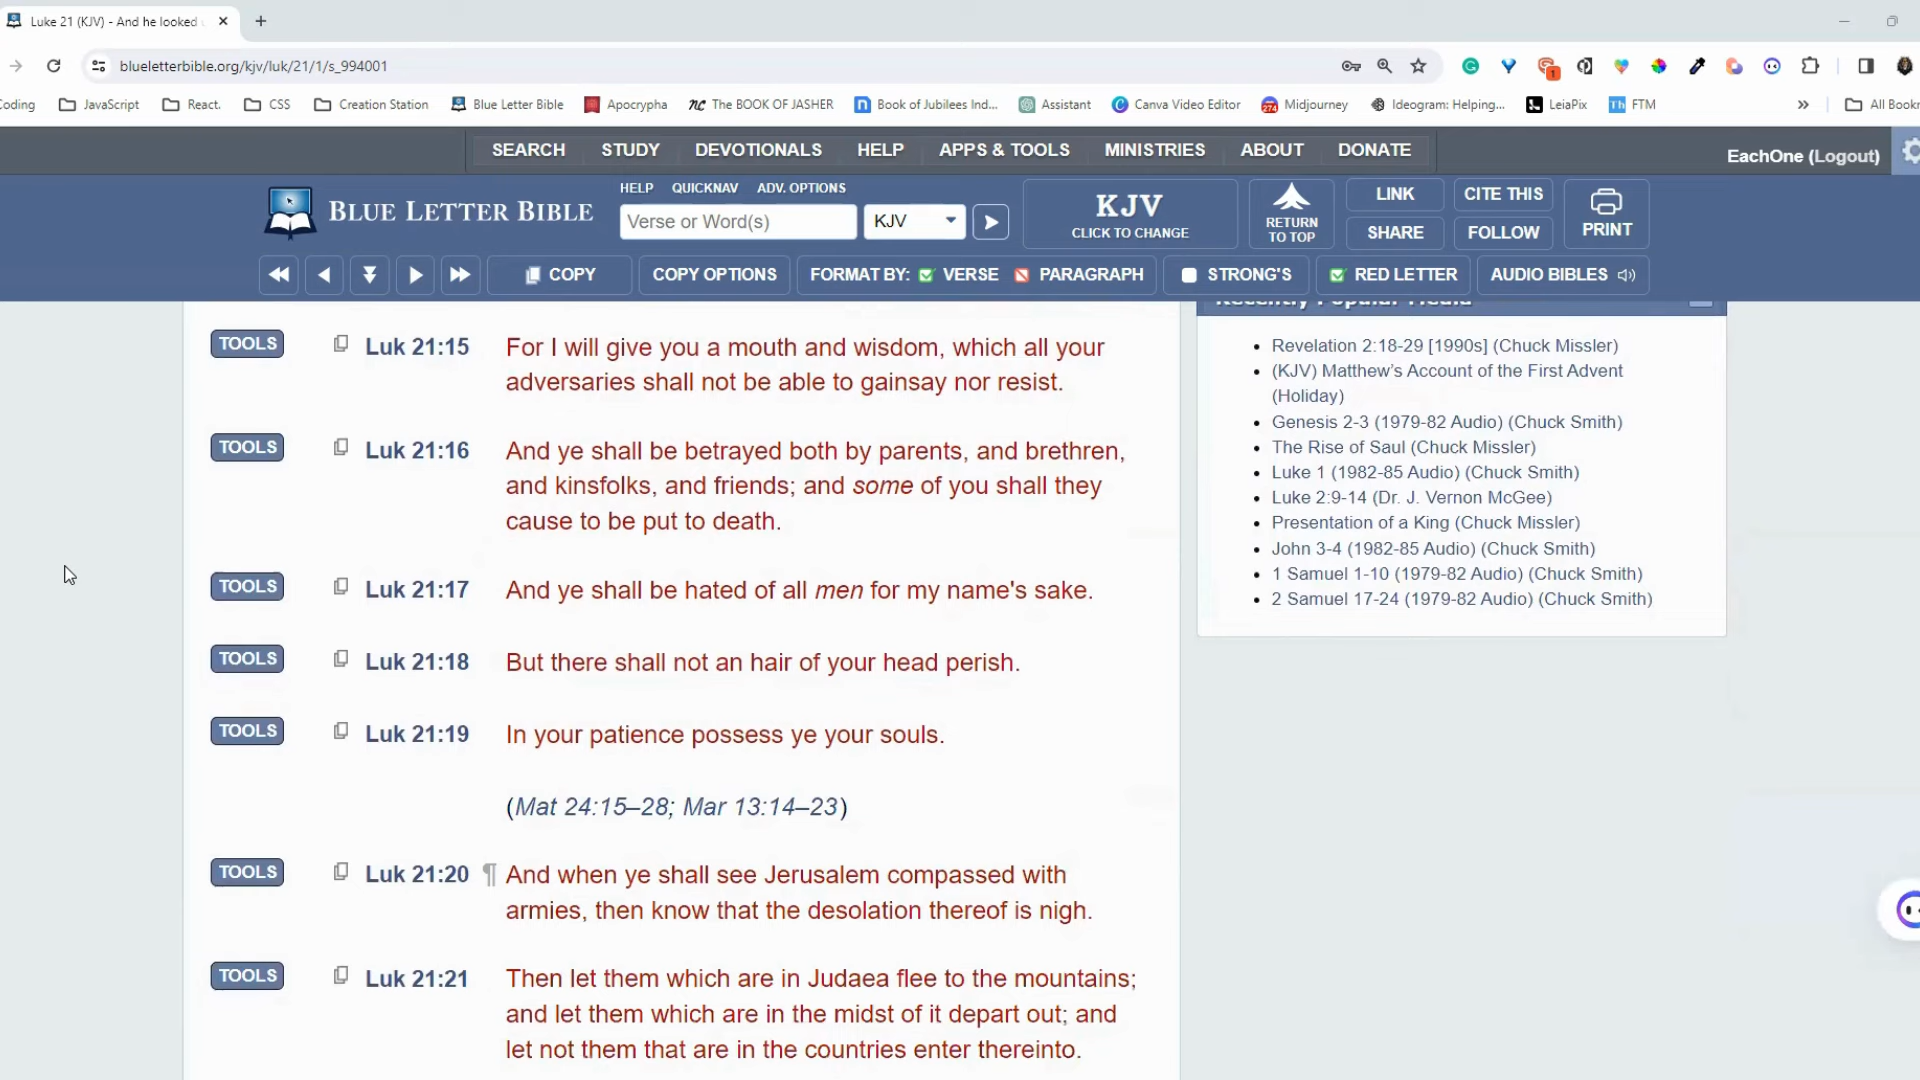 Luke 21 (KJV) - And he looked
blueletterbible.org/kjv/luk/21/1/s_994001
1
Coding
JavaScript
React.
CSS
Creation Station
Blue Letter Bible
Apocrypha
The BOOK OF JASHER
Book of Jubilees Ind...
Assistant
Canva Video Editor
274
Midjourney
Ideogram: Helping...
LeiaPix
Th
FTM
»
All Bookm
SEARCH STUDY DEVOTIONALS HELP APPS & TOOLS MINISTRIES ABOUT DONATE
EachOne (Logout)
BLUE LETTER BIBLE
HELP QUICKNAV ADV. OPTIONS
Verse or Word(s)
KJV
KJV
CLICK TO CHANGE
RETURN
TO TOP
LINK
CITE THIS
SHARE
FOLLOW
PRINT
COPY
COPY OPTIONS
FORMAT BY: VERSE PARAGRAPH
STRONG'S
RED LETTER
AUDIO BIBLES
TOOLS Luk 21:15 For I will give you a mouth and wisdom, which all your
adversaries shall not be able to gainsay nor resist.
TOOLS Luk 21:16 And ye shall be betrayed both by parents, and brethren,
and kinsfolks, and friends; and some of you shall they
cause to be put to death.
TOOLS Luk 21:17 And ye shall be hated of all men for my name's sake.
TOOLS Luk 21:18 But there shall not an hair of your head perish.
TOOLS Luk 21:19 In your patience possess ye your souls.
(Mat 24:15–28; Mar 13:14–23)
TOOLS Luk 21:20 ¶ And when ye shall see Jerusalem compassed with
armies, then know that the desolation thereof is nigh.
TOOLS Luk 21:21 Then let them which are in Judaea flee to the mountains;
and let them which are in the midst of it depart out; and
let not them that are in the countries enter thereinto.
Recently Popular Media
• Revelation 2:18-29 [1990s] (Chuck Missler)
• (KJV) Matthew's Account of the First Advent
(Holiday)
• Genesis 2-3 (1979-82 Audio) (Chuck Smith)
• The Rise of Saul (Chuck Missler)
• Luke 1 (1982-85 Audio) (Chuck Smith)
• Luke 2:9-14 (Dr. J. Vernon McGee)
• Presentation of a King (Chuck Missler)
• John 3-4 (1982-85 Audio) (Chuck Smith)
• 1 Samuel 1-10 (1979-82 Audio) (Chuck Smith)
• 2 Samuel 17-24 (1979-82 Audio) (Chuck Smith)